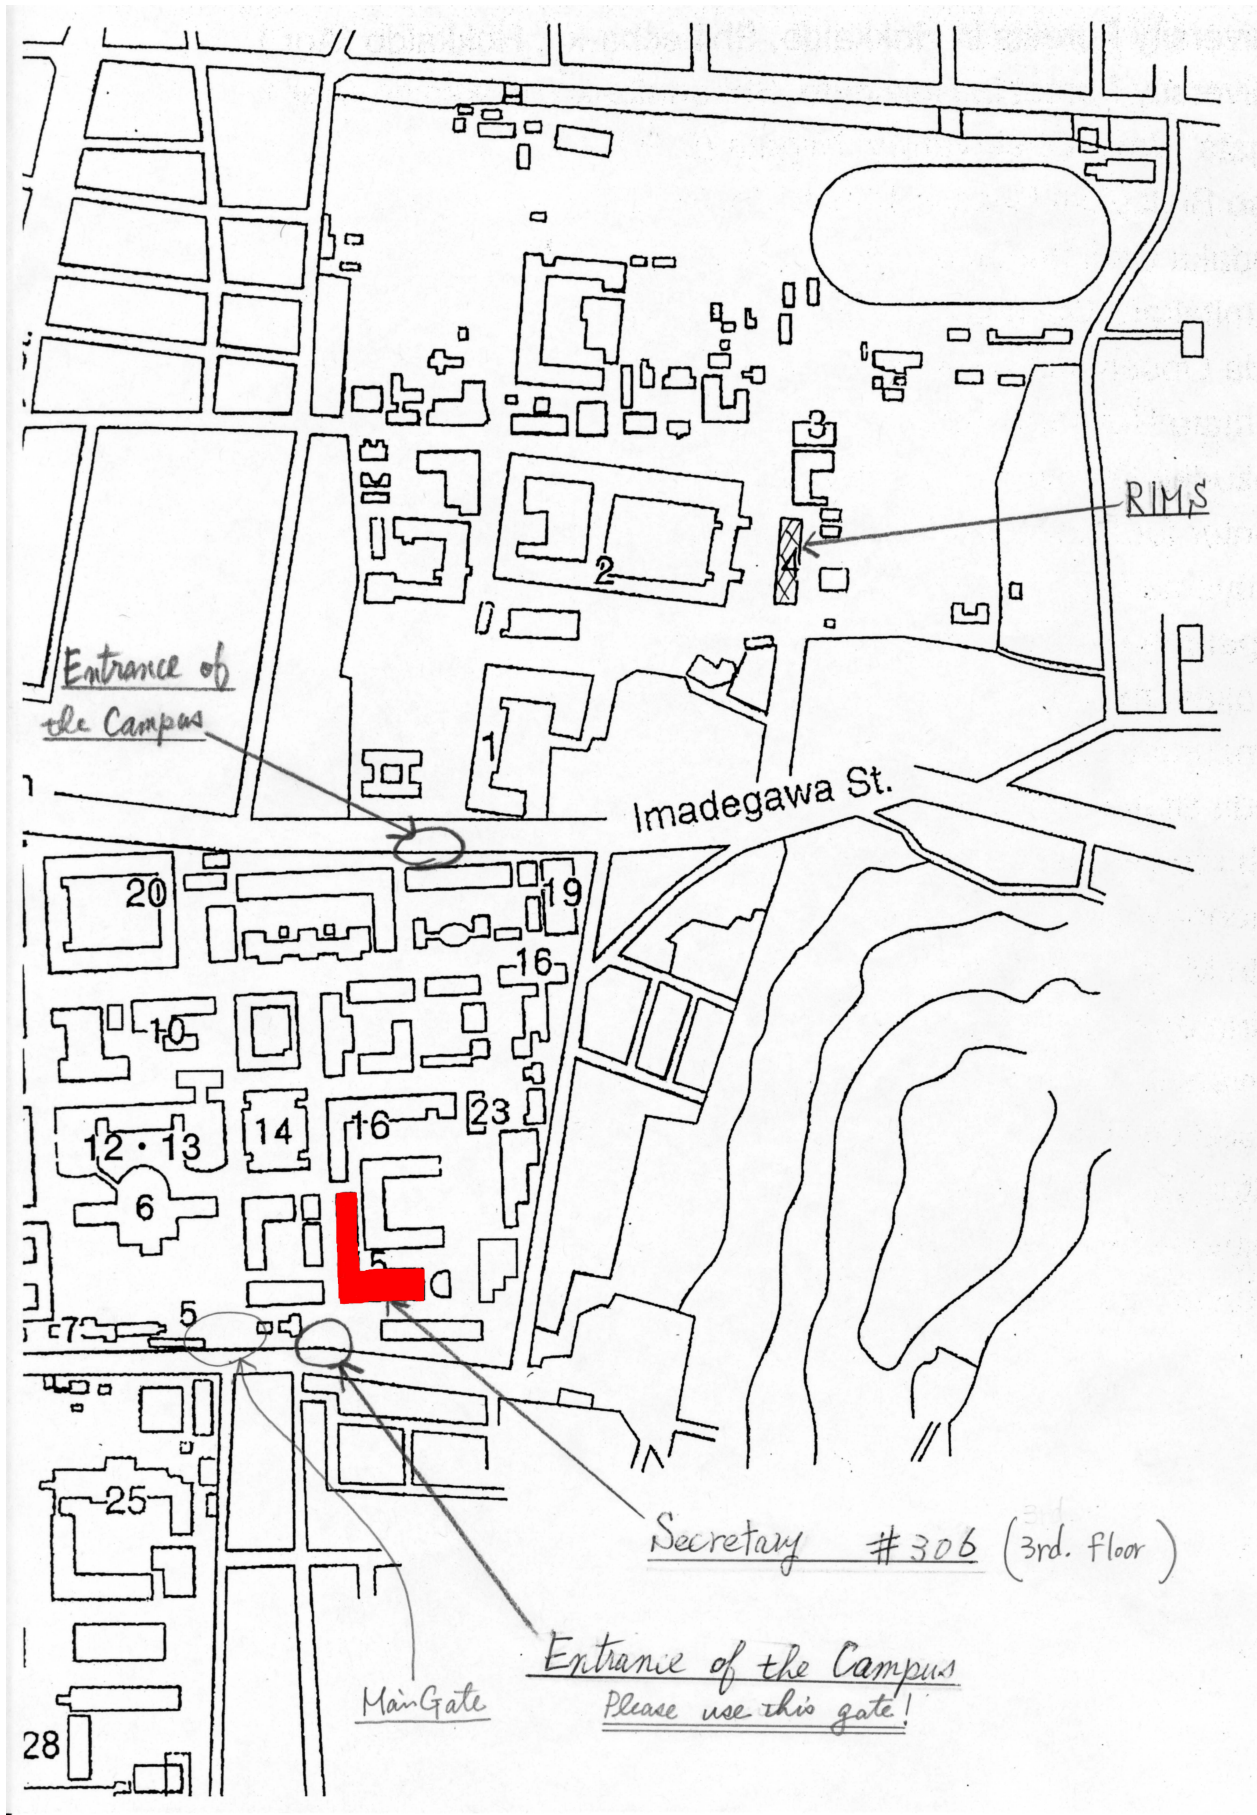 3
RIMS
4
2
Entrance of
the Campus
1
Imadegawa St.
20
19
16
10
12・13
14
16
23
6
5
7
5
25
Secretary #306 (3rd. floor)
Entrance of the Campus
Please use this gate!
Main Gate
28